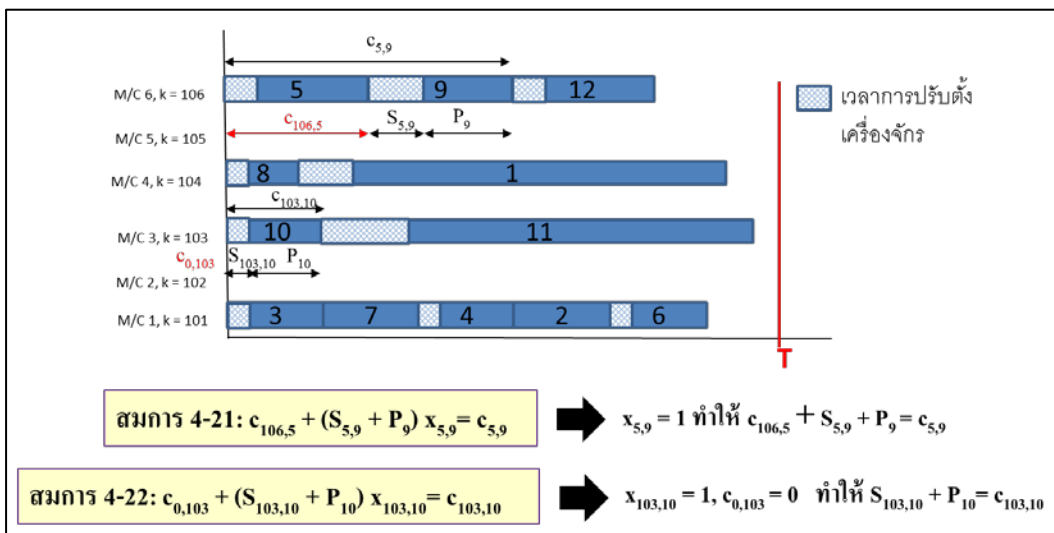 c5,9
M/C 6, k = 106 5 9 12
เวลาการปรับตั้ง
เครื่องจักร
c106,5 S5,9 P9
M/C 5, k = 105
M/C 4, k = 104 8 1
c103,10
M/C 3, k = 103 10 11
c0,103 S103,10 P10
M/C 2, k = 102
M/C 1, k = 101 3 7 4 2 6
T
สมการ 4-21: c106,5 + (S5,9 + P9) x5,9= c5,9 x5,9 = 1 ทำให้ c106,5 + S5,9 + P9 = c5,9
สมการ 4-22: c0,103 + (S103,10 + P10) x103,10= c103,10 x103,10 = 1, c0,103 = 0 ทำให้ S103,10 + P10= c103,10